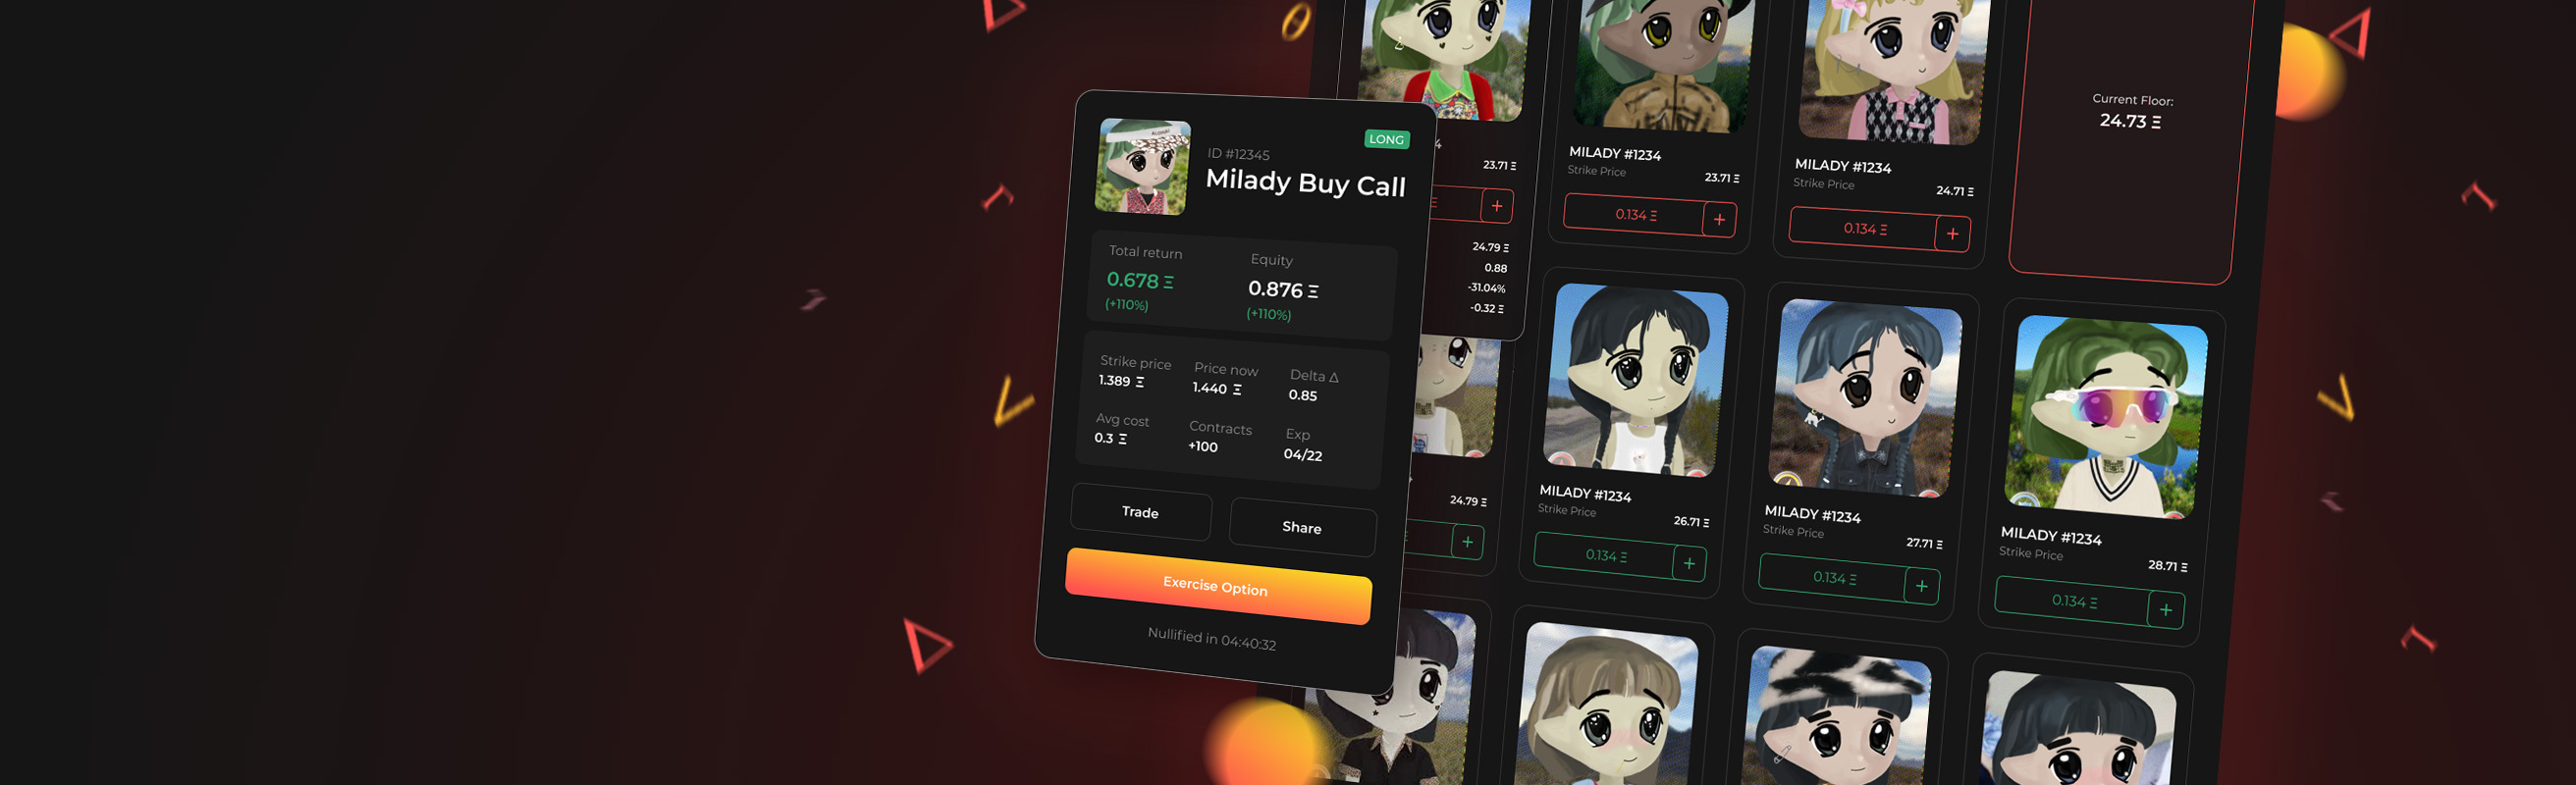 LONG
ID #12345
Milady Buy Call
Total return
0.678 Ξ
(+110%)
Equity
0.876 Ξ
(+110%)
Strike price
1.389 Ξ
Price now
1.440 Ξ
Delta Δ
0.85
Avg cost
0.3 Ξ
Contracts
+100
Exp
04/22
Trade
Share
Exercise Option
Nullified in 04:40:32
4
23.71 Ξ
Ξ
+
24.79 Ξ
0.88
-31.04%
-0.32 Ξ
MILADY #1234
Strike Price
23.71 Ξ
0.134 Ξ
+
MILADY #1234
Strike Price
24.71 Ξ
0.134 Ξ
+
Current Floor:
24.73 Ξ
24.79 Ξ
Ξ
+
MILADY #1234
Strike Price
26.71 Ξ
0.134 Ξ
+
MILADY #1234
Strike Price
27.71 Ξ
0.134 Ξ
+
MILADY #1234
Strike Price
28.71 Ξ
0.134 Ξ
+